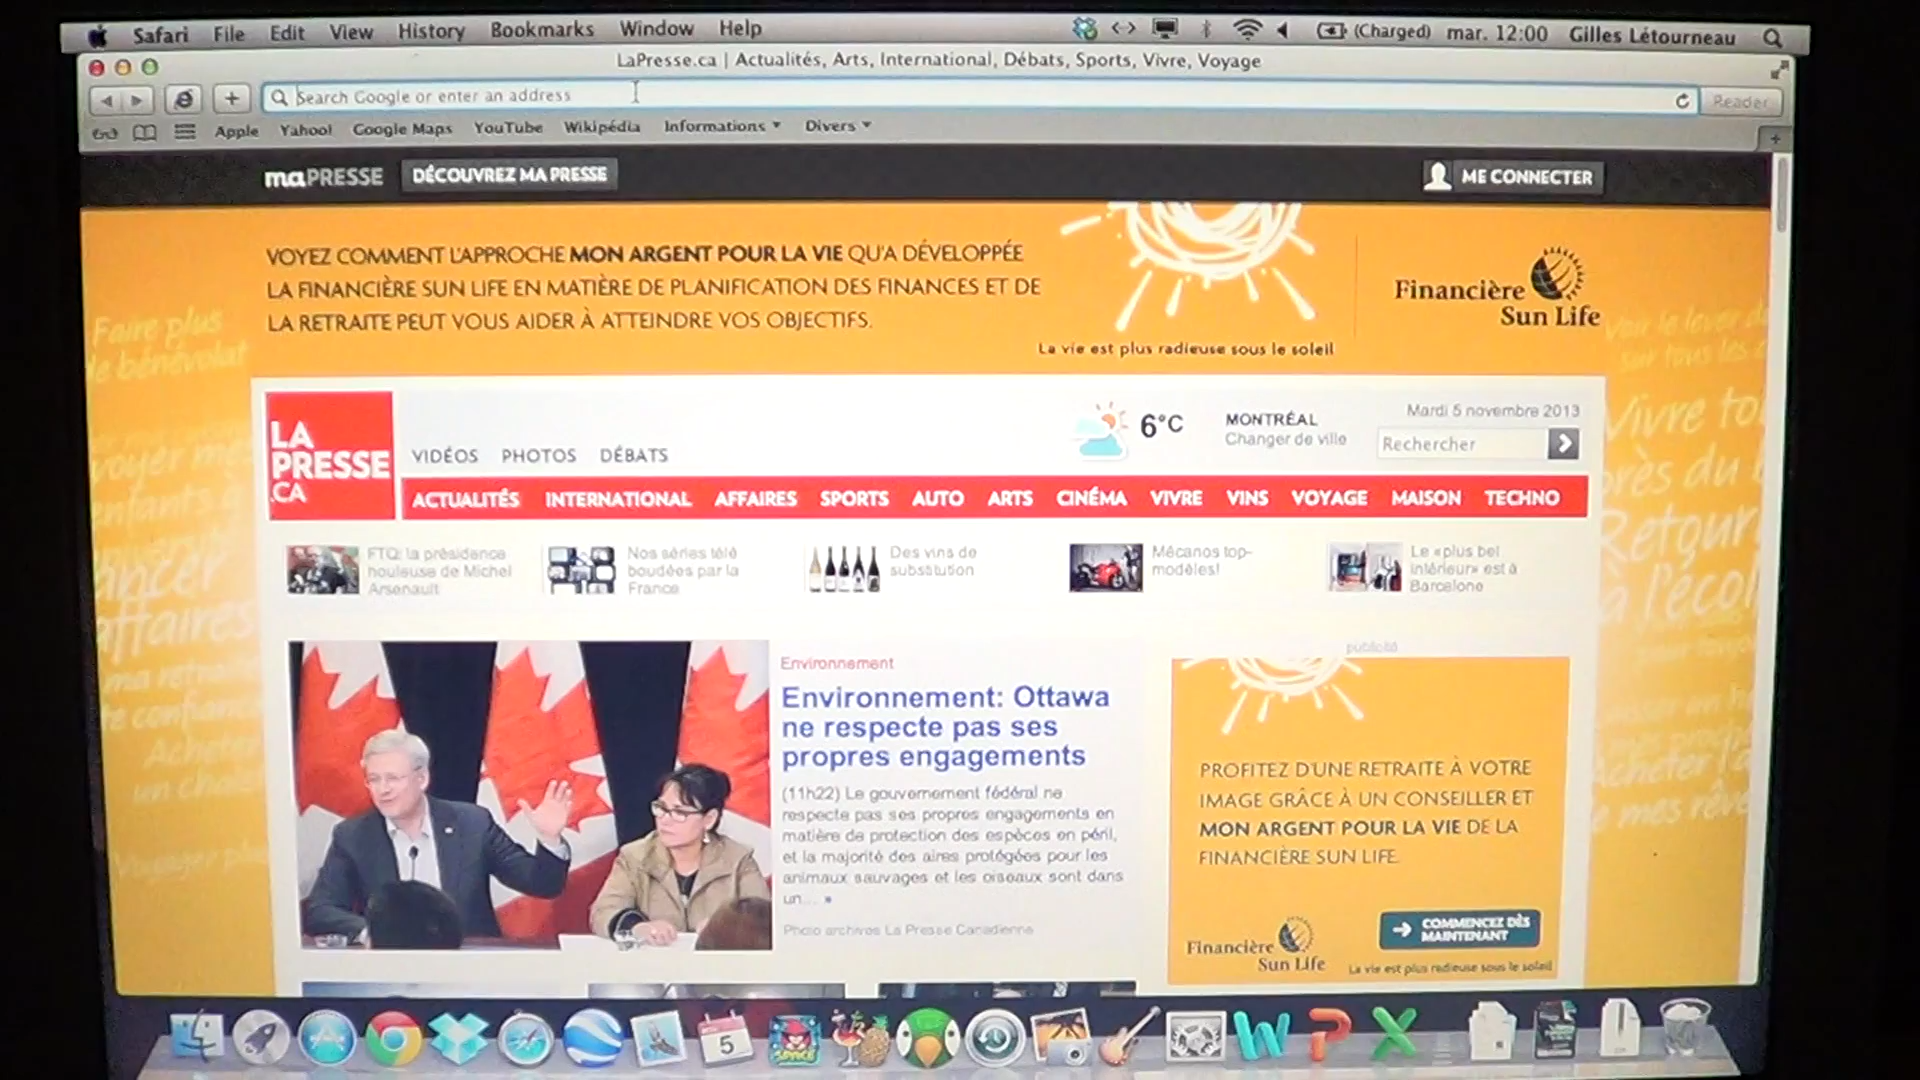 Safari File Edit View History Bookmarks Window Help (Charged) mar. 12:00 Gilles Létourneau
LaPresse.ca | Actualités, Arts, International, Débats, Sports, Vivre, Voyage
Search Google or enter an address Reader
Apple Yahoo! Google Maps YouTube Wikipédia Informations Divers
maPRESSE DÉCOUVREZ MA PRESSE ME CONNECTER
VOYEZ COMMENT L'APPROCHE MON ARGENT POUR LA VIE QU'A DÉVELOPPÉE
LA FINANCIÈRE SUN LIFE EN MATIÈRE DE PLANIFICATION DES FINANCES ET DE
LA RETRAITE PEUT VOUS AIDER À ATTEINDRE VOS OBJECTIFS.
La vie est plus radieuse sous le soleil
Financière
Sun Life
Faire plus
de bénévolat
LA
PRESSE
.CA
VIDÉOS PHOTOS DÉBATS
6°C
MONTRÉAL
Changer de ville
Mardi 5 novembre 2013
Rechercher
ACTUALITÉS INTERNATIONAL AFFAIRES SPORTS AUTO ARTS CINÉMA VIVRE VINS VOYAGE MAISON TECHNO
FTQ: la présidence
houleuse de Michel
Arsenault
Nos séries télé
boudées par la
France
Des vins de
substitution
Mécanos top-
modèles!
Le «plus bel
intérieur» est à
Barcelone
Environnement
Environnement: Ottawa
ne respecte pas ses
propres engagements
(11h22) Le gouvernement fédéral ne
respecte pas ses propres engagements en
matière de protection des espèces en péril,
et la majorité des aires protégées pour les
animaux sauvages et les oiseaux sont dans
un... »
Photo archives La Presse Canadienne
publicité
PROFITEZ D'UNE RETRAITE À VOTRE
IMAGE GRÂCE À UN CONSEILLER ET
MON ARGENT POUR LA VIE DE LA
FINANCIÈRE SUN LIFE.
COMMENCEZ DÈS
MAINTENANT
Financière
Sun Life
La vie est plus radieuse sous le soleil
5
SPACE